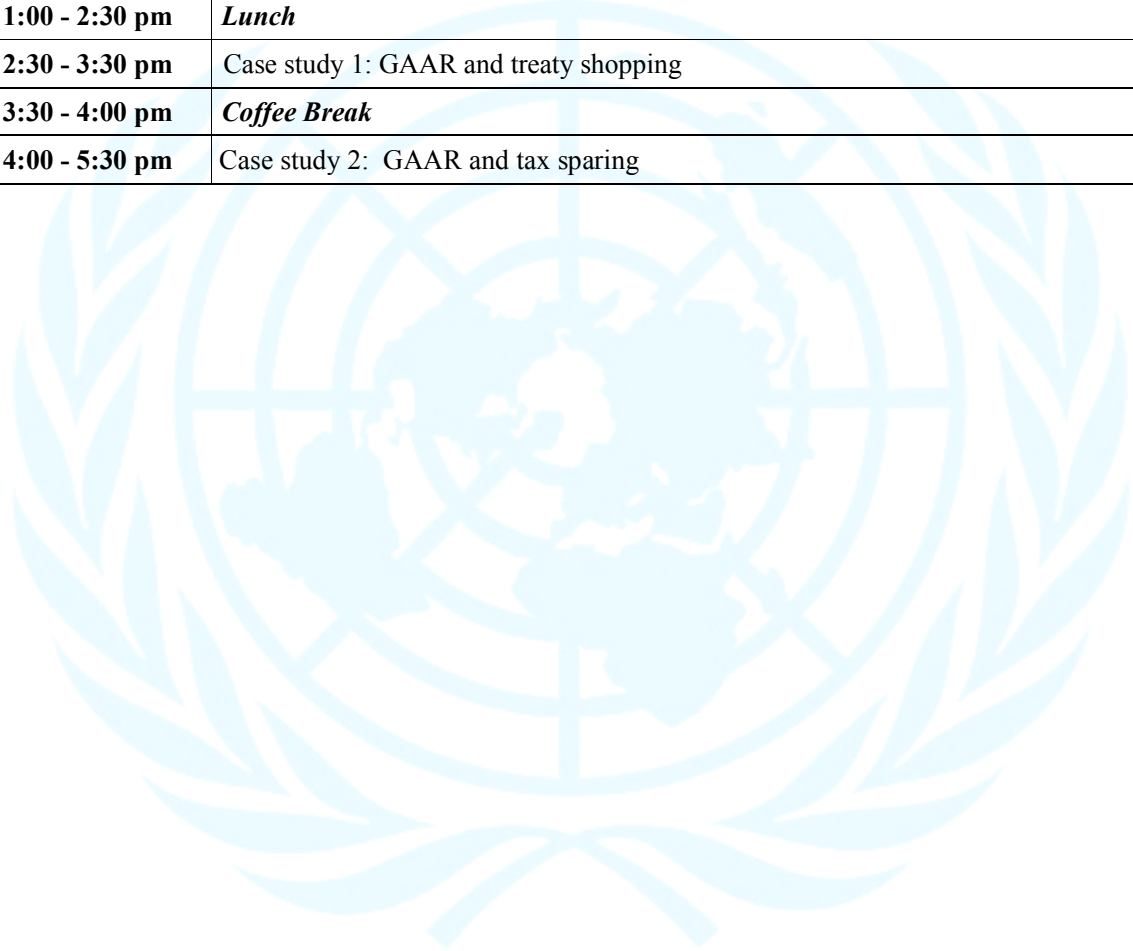 1:00 - 2:30 pm Lunch
2:30 - 3:30 pm Case study 1: GAAR and treaty shopping
3:30 - 4:00 pm Coffee Break
4:00 - 5:30 pm Case study 2: GAAR and tax sparing